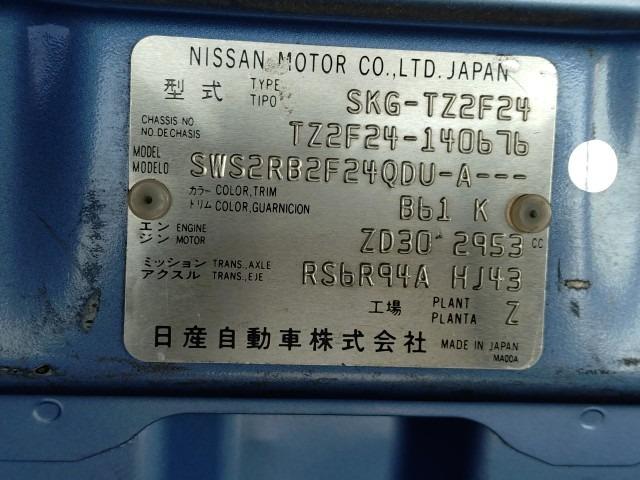 NISSAN MOTOR CO.,LTD. JAPAN
型式 TYPE TIPO SKG-TZ2F24
CHASSIS NO NO. DE CHASIS TZ2F24-140676
MODEL MODELO SWS2RB2F24QDU-A---
カラー COLOR, TRIM
トリム COLOR, GUARNICION B61 K
エン ENGINE
ジン MOTOR ZD30 2953 CC
ミッション TRANS., AXLE
アクスル TRANS., EJE RS6R94A HJ43
工場 PLANT PLANTA Z
日産自動車株式会社 MADE IN JAPAN
MA00A